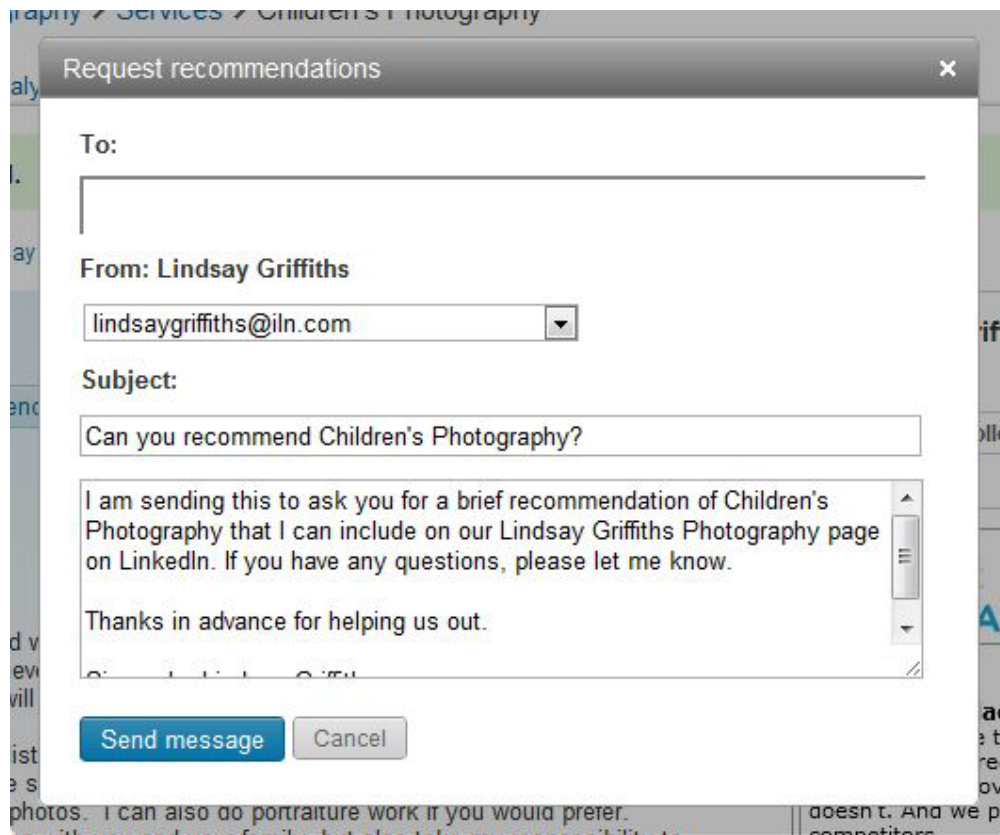 Services > Children's Photography
Request recommendations
To:
From: Lindsay Griffiths
lindsaygriffiths@iln.com
Subject:
Can you recommend Children's Photography?
I am sending this to ask you for a brief recommendation of Children's
Photography that I can include on our Lindsay Griffiths Photography page
on LinkedIn. If you have any questions, please let me know.
Thanks in advance for helping us out.
Send message
Cancel
photos. I can also do portraiture work if you would prefer.
doesn't. And we p